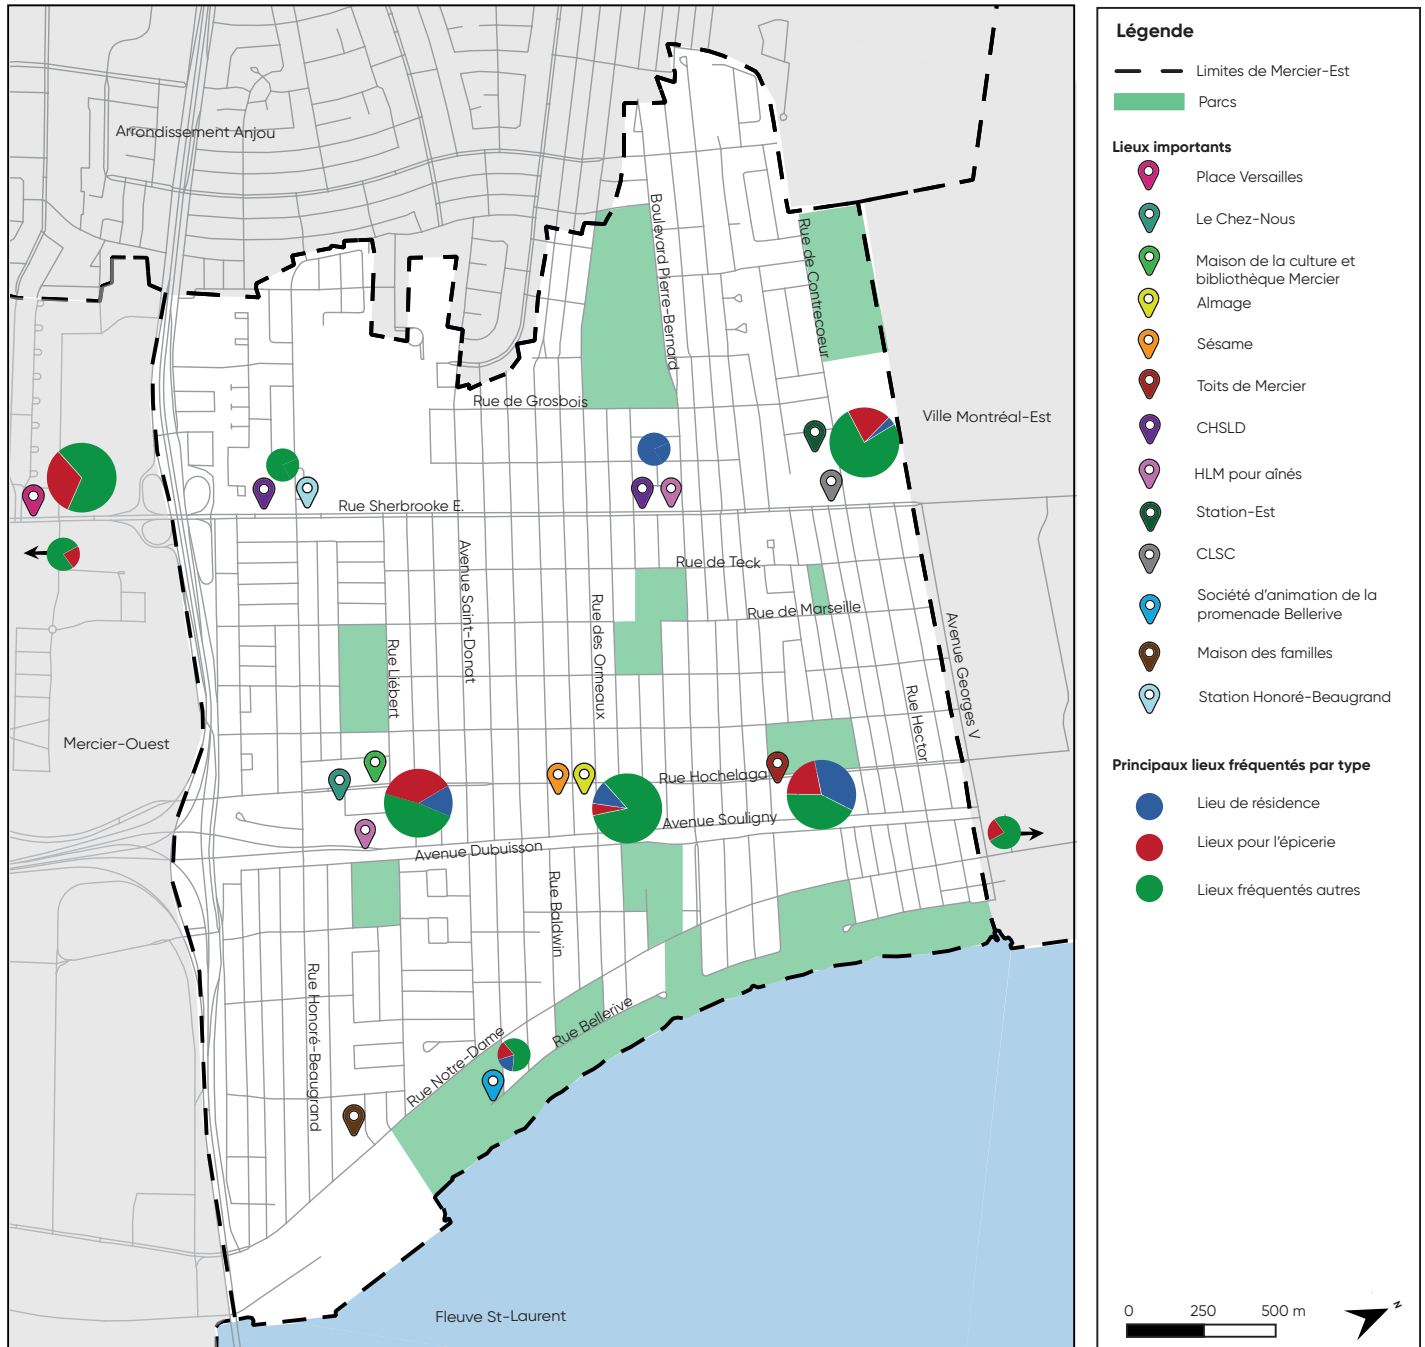 Arrondissement Anjou
Boulevard Pierre-Bernard
Rue de Contrecoeur
Rue de Grosbois
Ville Montréal-Est
Rue Sherbrooke E.
Avenue Saint-Donat
Rue des Ormeaux
Rue de Teck
Rue de Marseille
Rue Liébert
Avenue Georges V
Rue Hector
Mercier-Ouest
Rue Hochelaga
Avenue Souligny
Avenue Dubuisson
Rue Baldwin
Rue Honoré-Beaugrand
Rue Notre-Dame
Rue Bellerive
Fleuve St-Laurent
Légende
Limites de Mercier-Est
Parcs
Lieux importants
Place Versailles
Le Chez-Nous
Maison de la culture et
bibliothèque Mercier
Almage
Sésame
Toits de Mercier
CHSLD
HLM pour aînés
Station-Est
CLSC
Société d'animation de la
promenade Bellerive
Maison des familles
Station Honoré-Beaugrand
Principaux lieux fréquentés par type
Lieu de résidence
Lieux pour l'épicerie
Lieux fréquentés autres
0 250 500 m
N